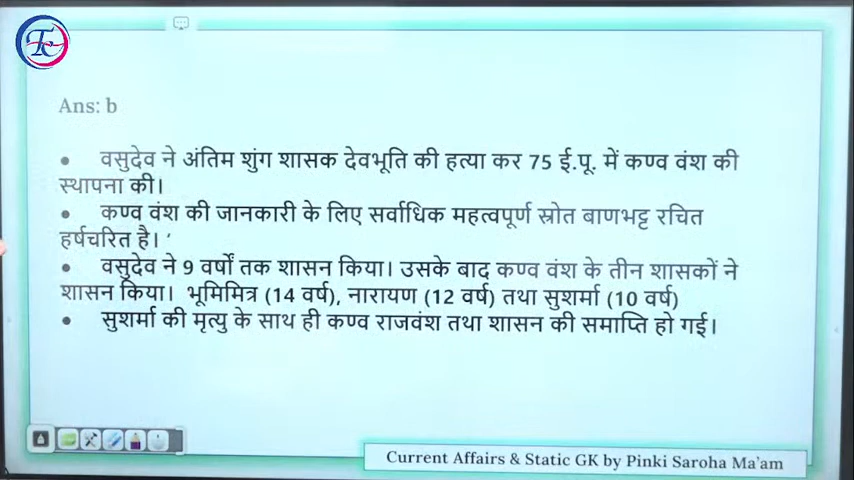 Ans: b
• वसुदेव ने अंतिम शुंग शासक देवभूति की हत्या कर 75 ई.पू. में कण्व वंश की
स्थापना की।
• कण्व वंश की जानकारी के लिए सर्वाधिक महत्वपूर्ण स्रोत बाणभट्ट रचित
हर्षचरित है। ‘
• वसुदेव ने 9 वर्षों तक शासन किया। उसके बाद कण्व वंश के तीन शासकों ने
शासन किया। भूमिमित्र (14 वर्ष), नारायण (12 वर्ष) तथा सुशर्मा (10 वर्ष)
• सुशर्मा की मृत्यु के साथ ही कण्व राजवंश तथा शासन की समाप्ति हो गई।
Current Affairs & Static GK by Pinki Saroha Ma'am